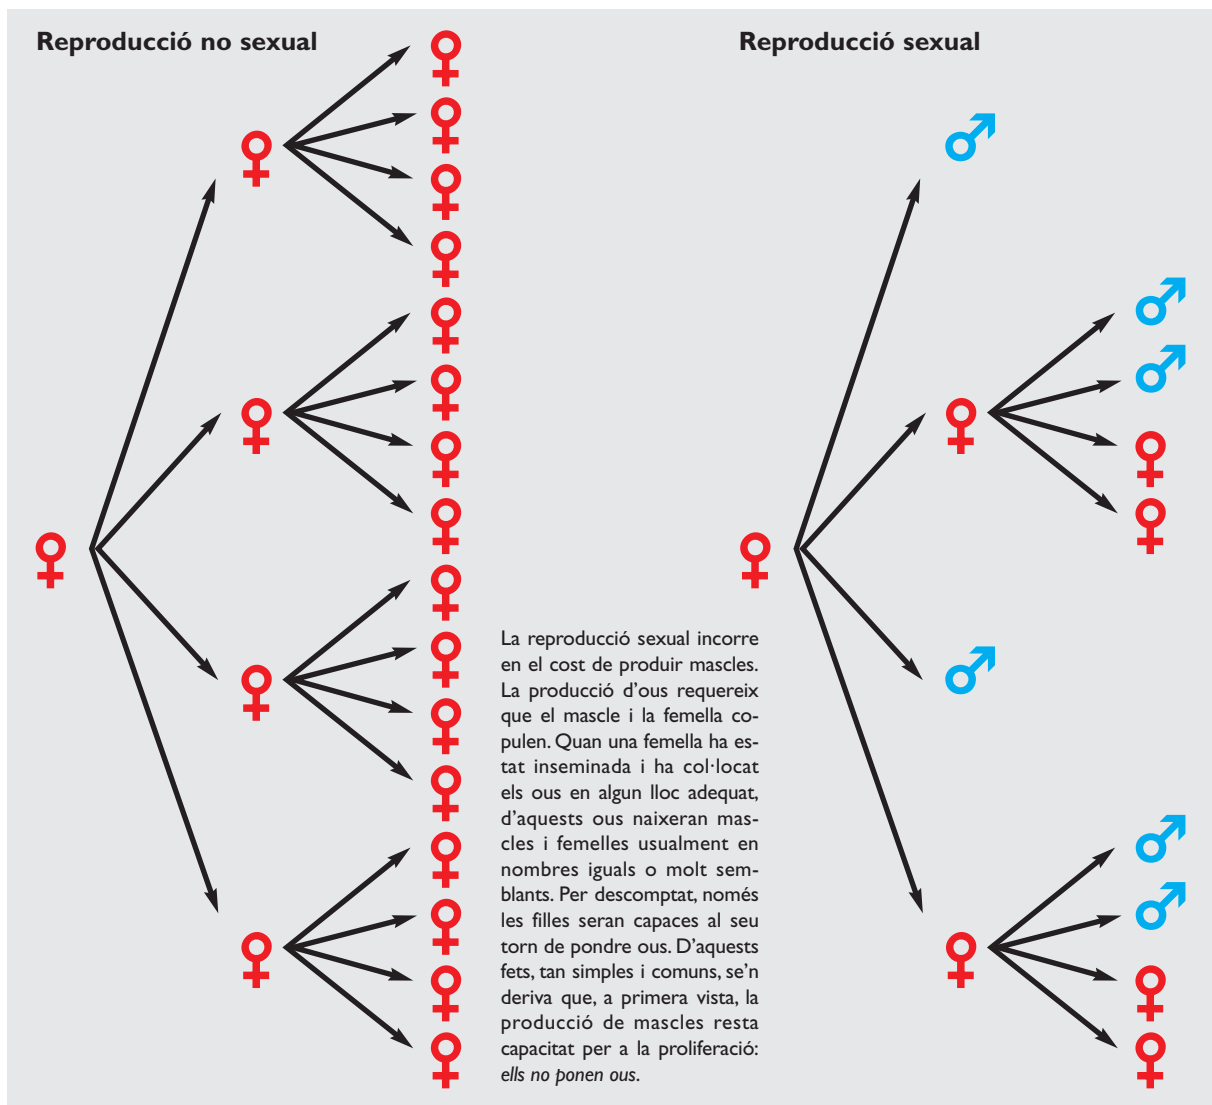 Reproducció no sexual
Reproducció sexual
La reproducció sexual incorre
en el cost de produir mascles.
La producció d'ous requereix
que el mascle i la femella co-
pulen. Quan una femella ha es-
tat inseminada i ha col·locat
els ous en algun lloc adequat,
d'aquests ous naixeran mas-
cles i femelles usualment en
nombres iguals o molt sem-
blants. Per descomptat, només
les filles seran capaces al seu
torn de pondre ous. D'aquests
fets, tan simples i comuns, se'n
deriva que, a primera vista, la
producció de mascles resta
capacitat per a la proliferació:
ells no ponen ous.